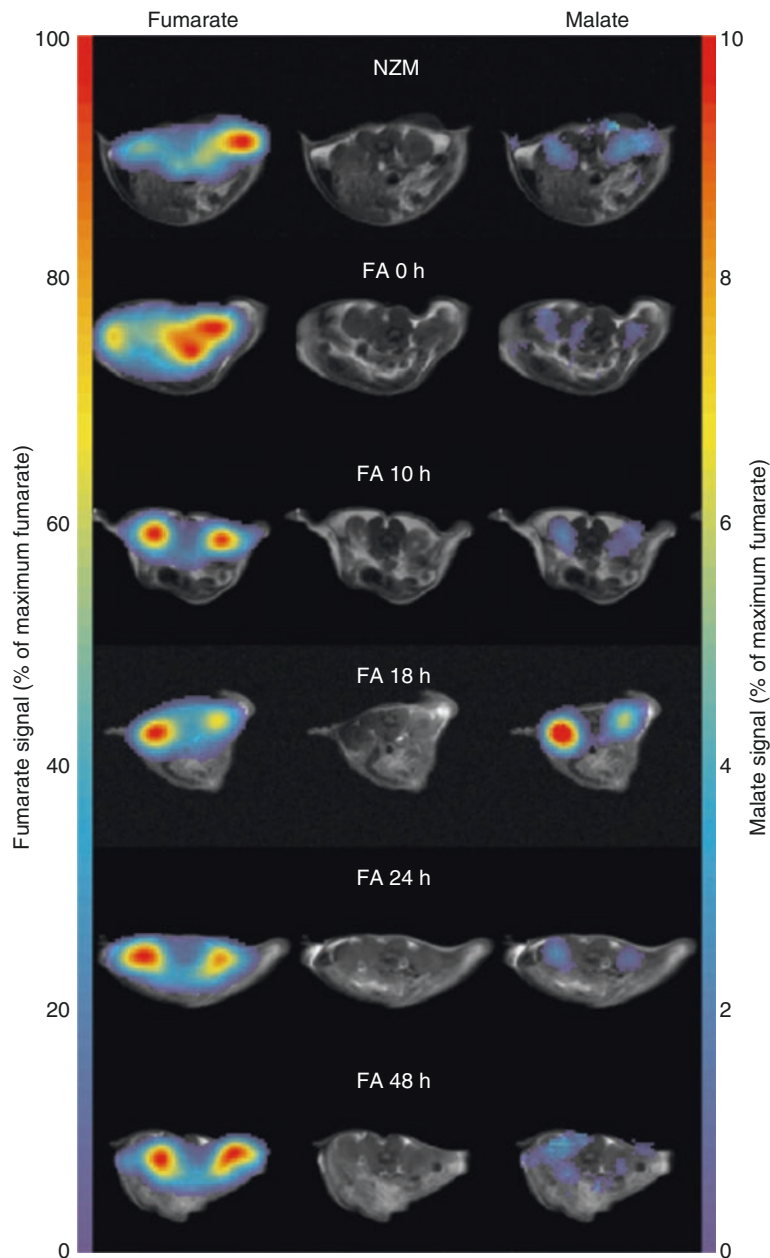 Fumarate
Malate
100
10
NZM
80
FA 0 h
8
FA 10 h
60
6
FA 18 h
40
4
FA 24 h
20
2
FA 48 h
0
0
Fumarate signal (% of maximum fumarate)
Malate signal (% of maximum fumarate)